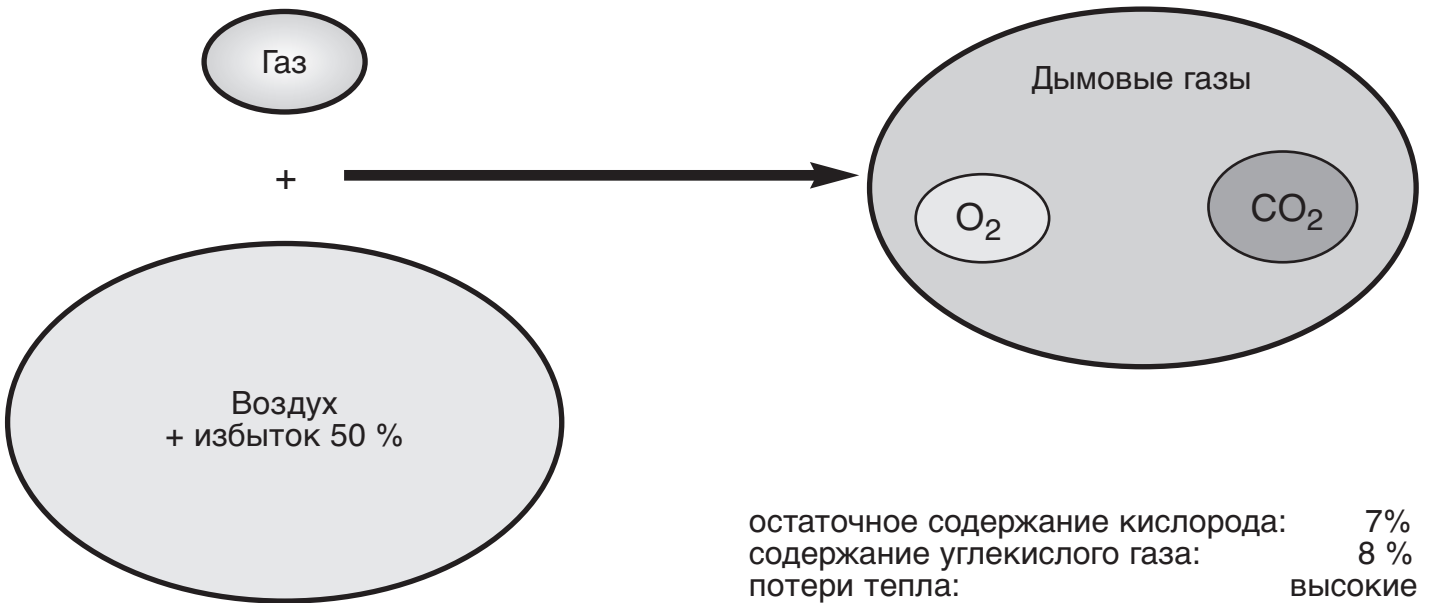 Газ
+
Воздух
+ избыток 50 %
Дымовые газы
O₂
CO₂
остаточное содержание кислорода: 7%
содержание углекислого газа: 8 %
потери тепла: высокие